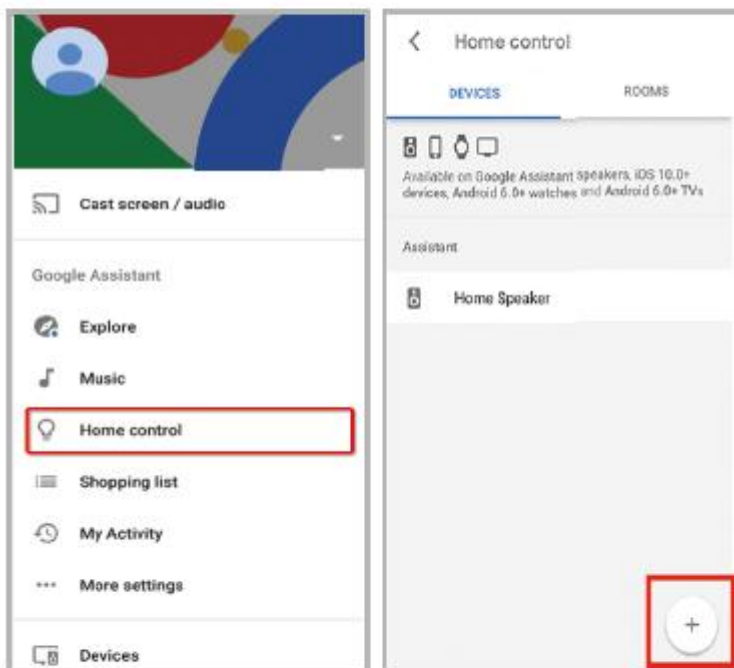 Cast screen / audio
Google Assistant
Explore
Music
Home control
Shopping list
My Activity
More settings
Devices
Home control
DEVICES
ROOMS
Available on Google Assistant speakers, iOS 10.0+
devices, Android 6.0+ watches and Android 6.0+ TVs
Assistant
Home Speaker
+